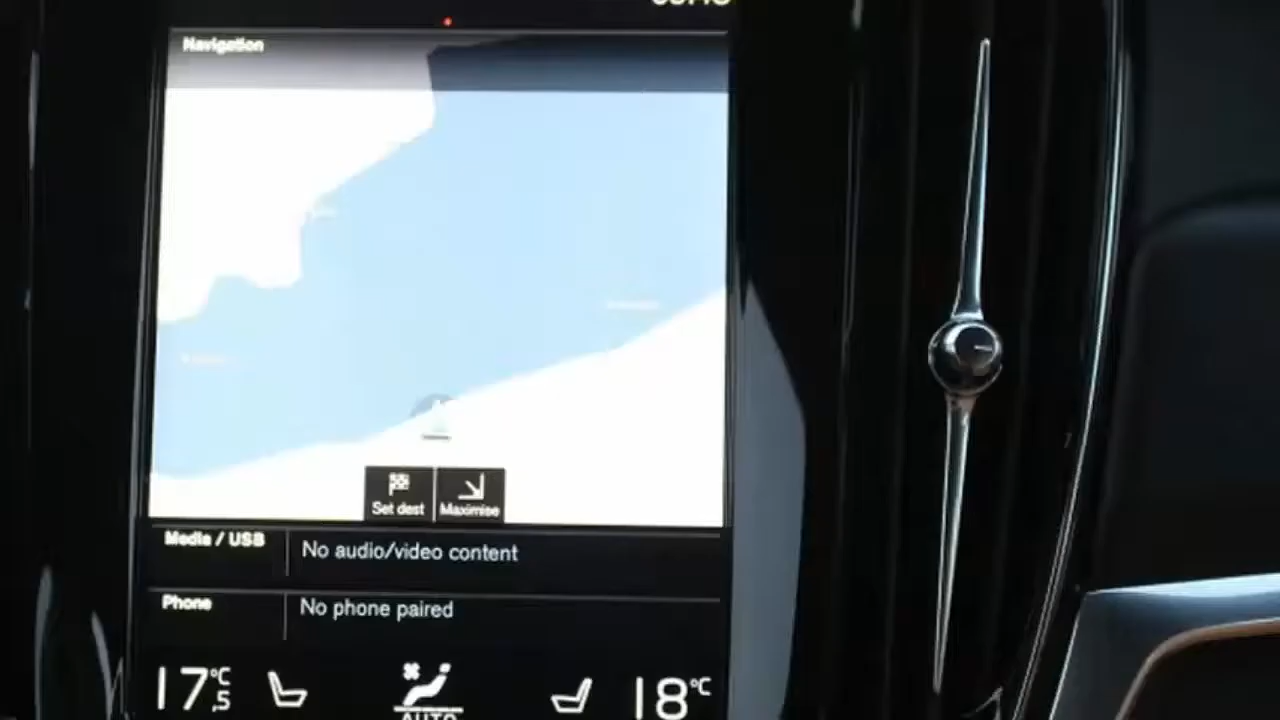 Navigation
Set dest
Maximise
Media / USB
No audio/video content
Phone
No phone paired
17,5°C
18°C
AUTO